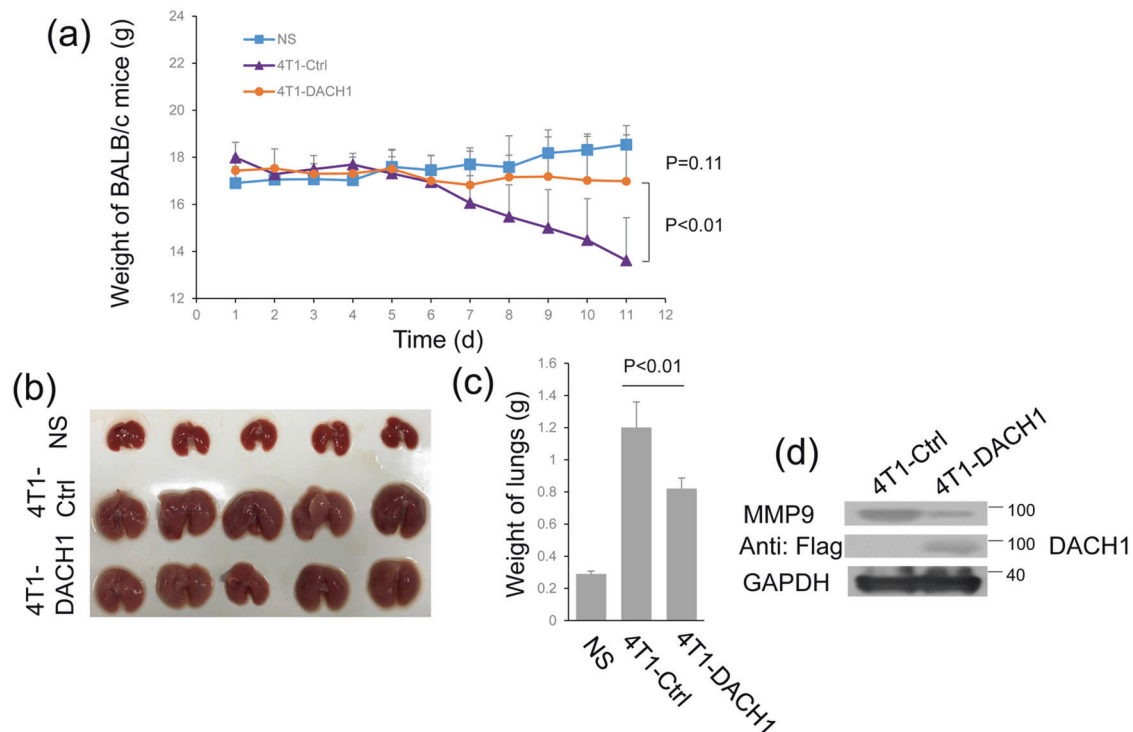 (a)
Weight of BALB/c mice (g)
24
22
20
18
16
14
12
NS
4T1-Ctrl
4T1-DACH1
P=0.11
P<0.01
0 1 2 3 4 5 6 7 8 9 10 11 12
Time (d)
(b)
NS
4T1-
Ctrl
4T1-
DACH1
(c)
Weight of lungs (g)
1.6
1.4
1.2
1
0.8
0.6
0.4
0.2
0
P<0.01
NS
4T1-Ctrl
4T1-DACH1
(d)
4T1-Ctrl
4T1-DACH1
MMP9 100
Anti: Flag 100 DACH1
GAPDH 40